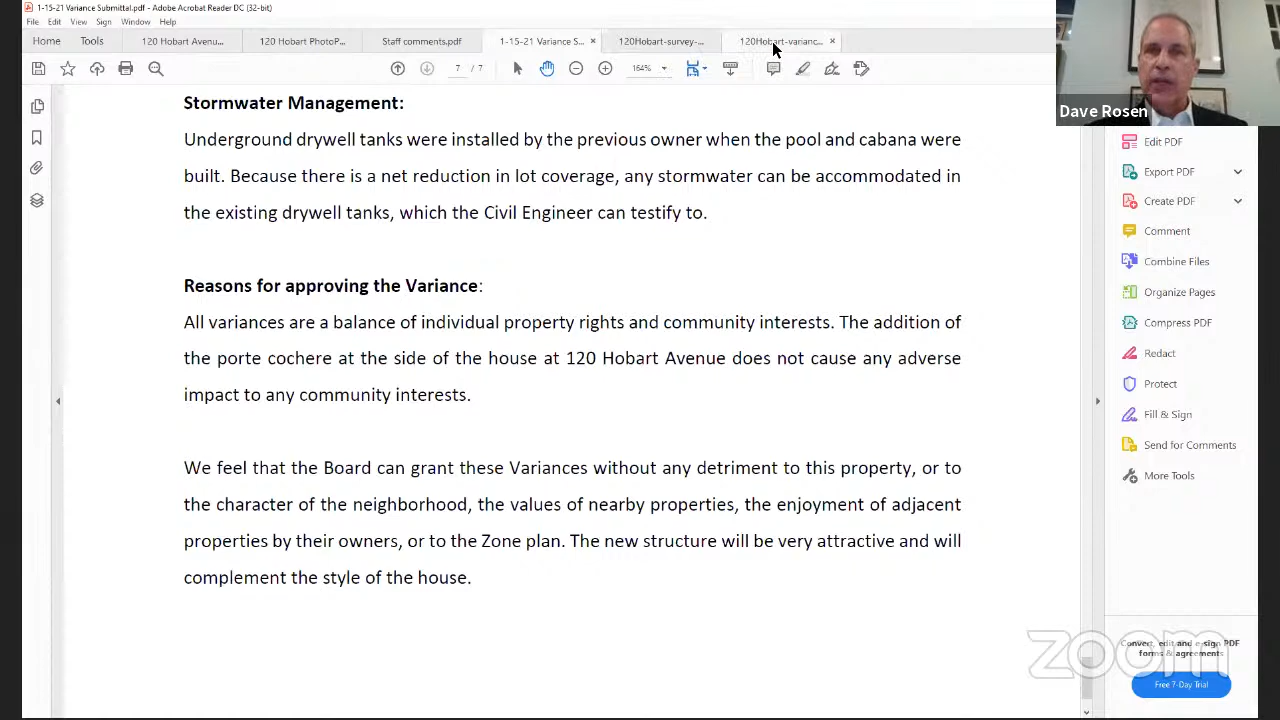 1-15-21 Variance Submittal.pdf - Adobe Acrobat Reader DC (32-bit)
File Edit View Sign Window Help
Home Tools 120 Hobart Avenu... 120 Hobart PhotoP... Staff comments.pdf 1-15-21 Variance S... 120Hobart-survey-... 120Hobart-varianc...
7 / 7 164%
Dave Rosen
Stormwater Management:
Underground drywell tanks were installed by the previous owner when the pool and cabana were
built. Because there is a net reduction in lot coverage, any stormwater can be accommodated in
the existing drywell tanks, which the Civil Engineer can testify to.
Reasons for approving the Variance:
All variances are a balance of individual property rights and community interests. The addition of
the porte cochere at the side of the house at 120 Hobart Avenue does not cause any adverse
impact to any community interests.
We feel that the Board can grant these Variances without any detriment to this property, or to
the character of the neighborhood, the values of nearby properties, the enjoyment of adjacent
properties by their owners, or to the Zone plan. The new structure will be very attractive and will
complement the style of the house.
Edit PDF
Export PDF
Create PDF
Comment
Combine Files
Organize Pages
Compress PDF
Redact
Protect
Fill & Sign
Send for Comments
More Tools
Convert, edit and e-sign PDF
forms & agreements
Free 7-Day Trial
zoom